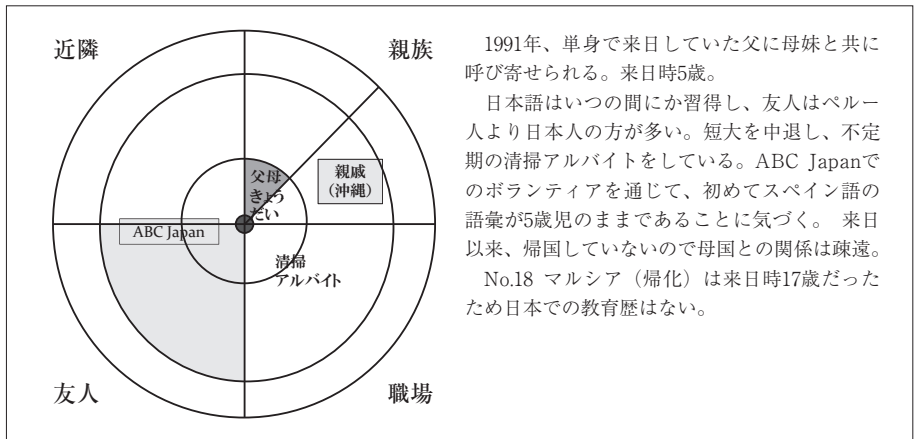 近隣
親族
父母
きょう
だい
親戚
(沖縄)
ABC Japan
清掃
アルバイト
友人
職場
1991年、単身で来日していた父に母妹と共に
呼び寄せられる。来日時5歳。
日本語はいつの間にか習得し、友人はペルー
人より日本人の方が多い。短大を中退し、不定
期の清掃アルバイトをしている。ABC Japanで
のボランティアを通じて、初めてスペイン語の
語彙が5歳児のままであることに気づく。 来日
以来、帰国していないので母国との関係は疎遠。
No.18 マルシア（帰化）は来日時17歳だった
ため日本での教育歴はない。